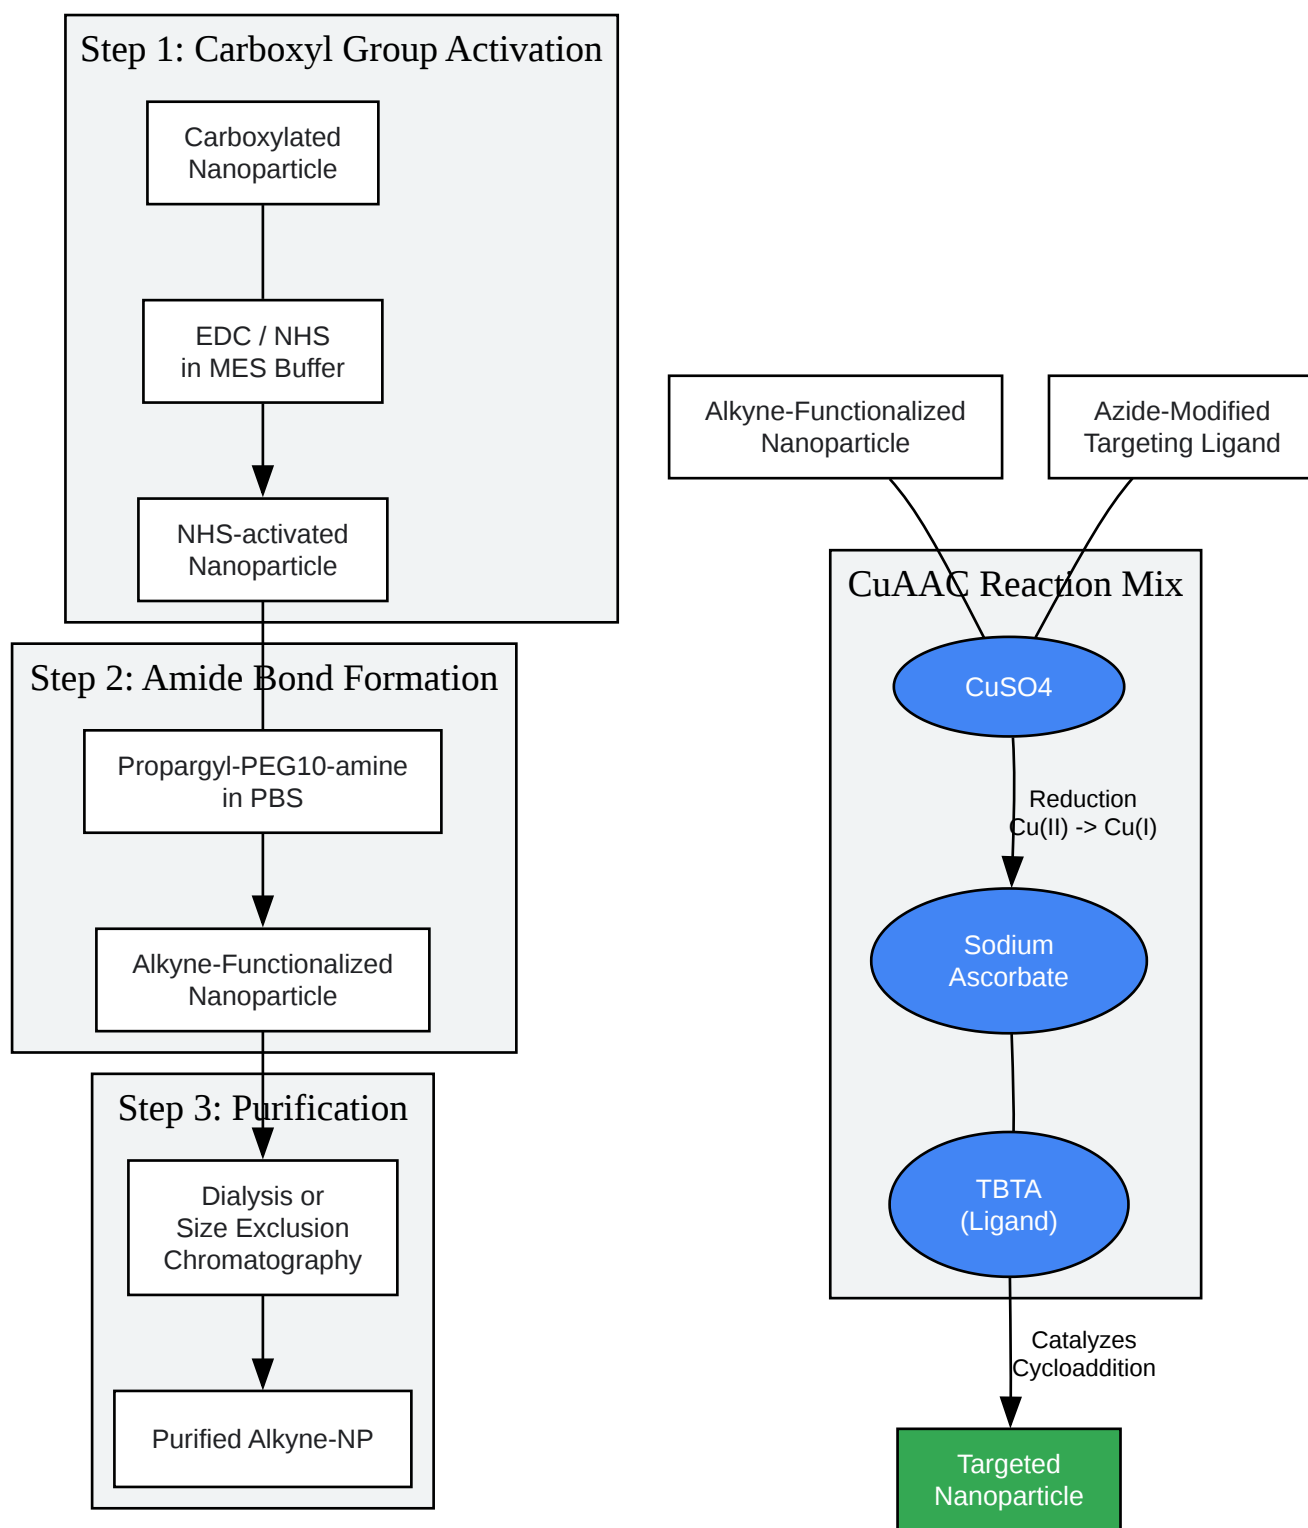 Step 1: Carboxyl Group Activation
Carboxylated
Nanoparticle
EDC / NHS
in MES Buffer
NHS-activated
Nanoparticle
Step 2: Amide Bond Formation
Propargyl-PEG10-amine
in PBS
Alkyne-Functionalized
Nanoparticle
Step 3: Purification
Dialysis or
Size Exclusion
Chromatography
Purified Alkyne-NP
Alkyne-Functionalized
Nanoparticle
Azide-Modified
Targeting Ligand
CuAAC Reaction Mix
CuSO4
Reduction
Cu(II) -> Cu(I)
Sodium
Ascorbate
TBTA
(Ligand)
Catalyzes
Cycloaddition
Targeted
Nanoparticle